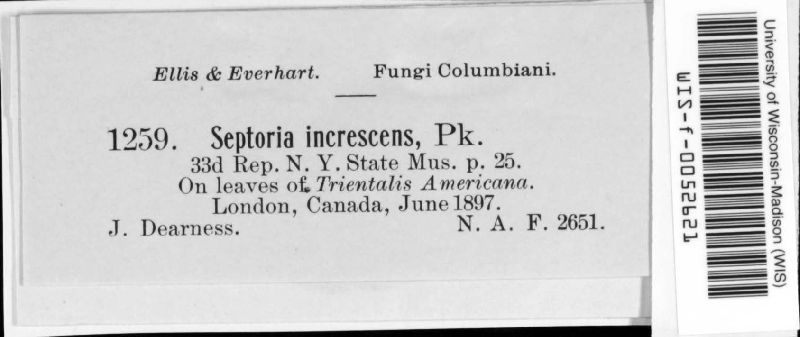 Ellis & Everhart. Fungi Columbiani.
1259. Septoria increscens, Pk.
33d Rep. N. Y. State Mus. p. 25.
On leaves of Trientalis Americana.
London, Canada, June 1897.
J. Dearness. N. A. F. 2651.
University of Wisconsin-Madison (WIS)
WIS-f-0052621